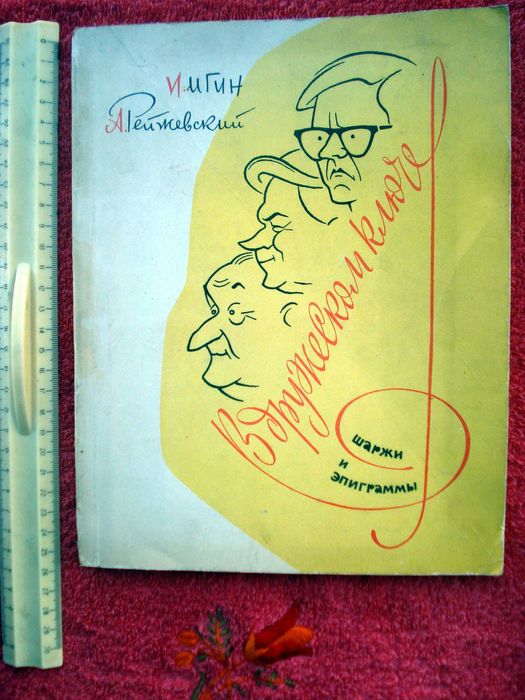 И.ИГИН
А.Рейжевский
В дружеском ключе
шаржи
и
эпиграммы